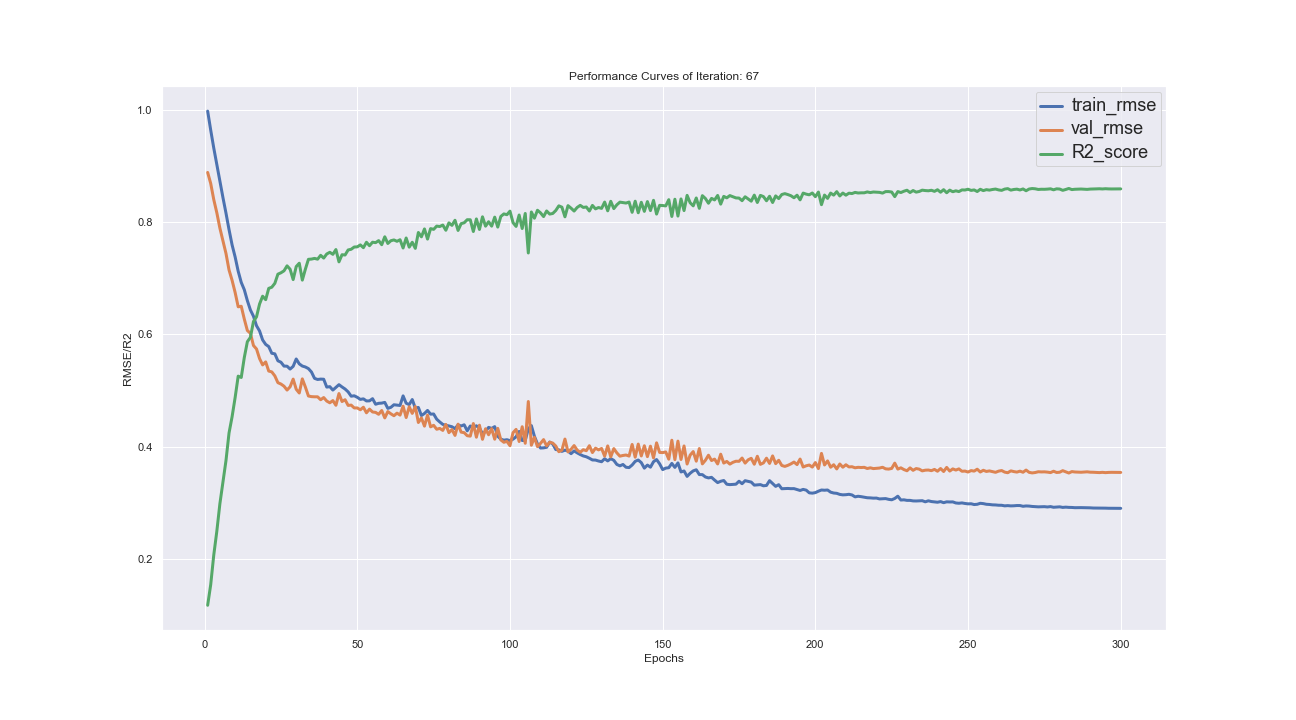 Performance Curves of Iteration: 67
train_rmse
val_rmse
R2_score
1.0
0.8
0.6
0.4
0.2
RMSE/R2
0
50
100
150
200
250
300
Epochs